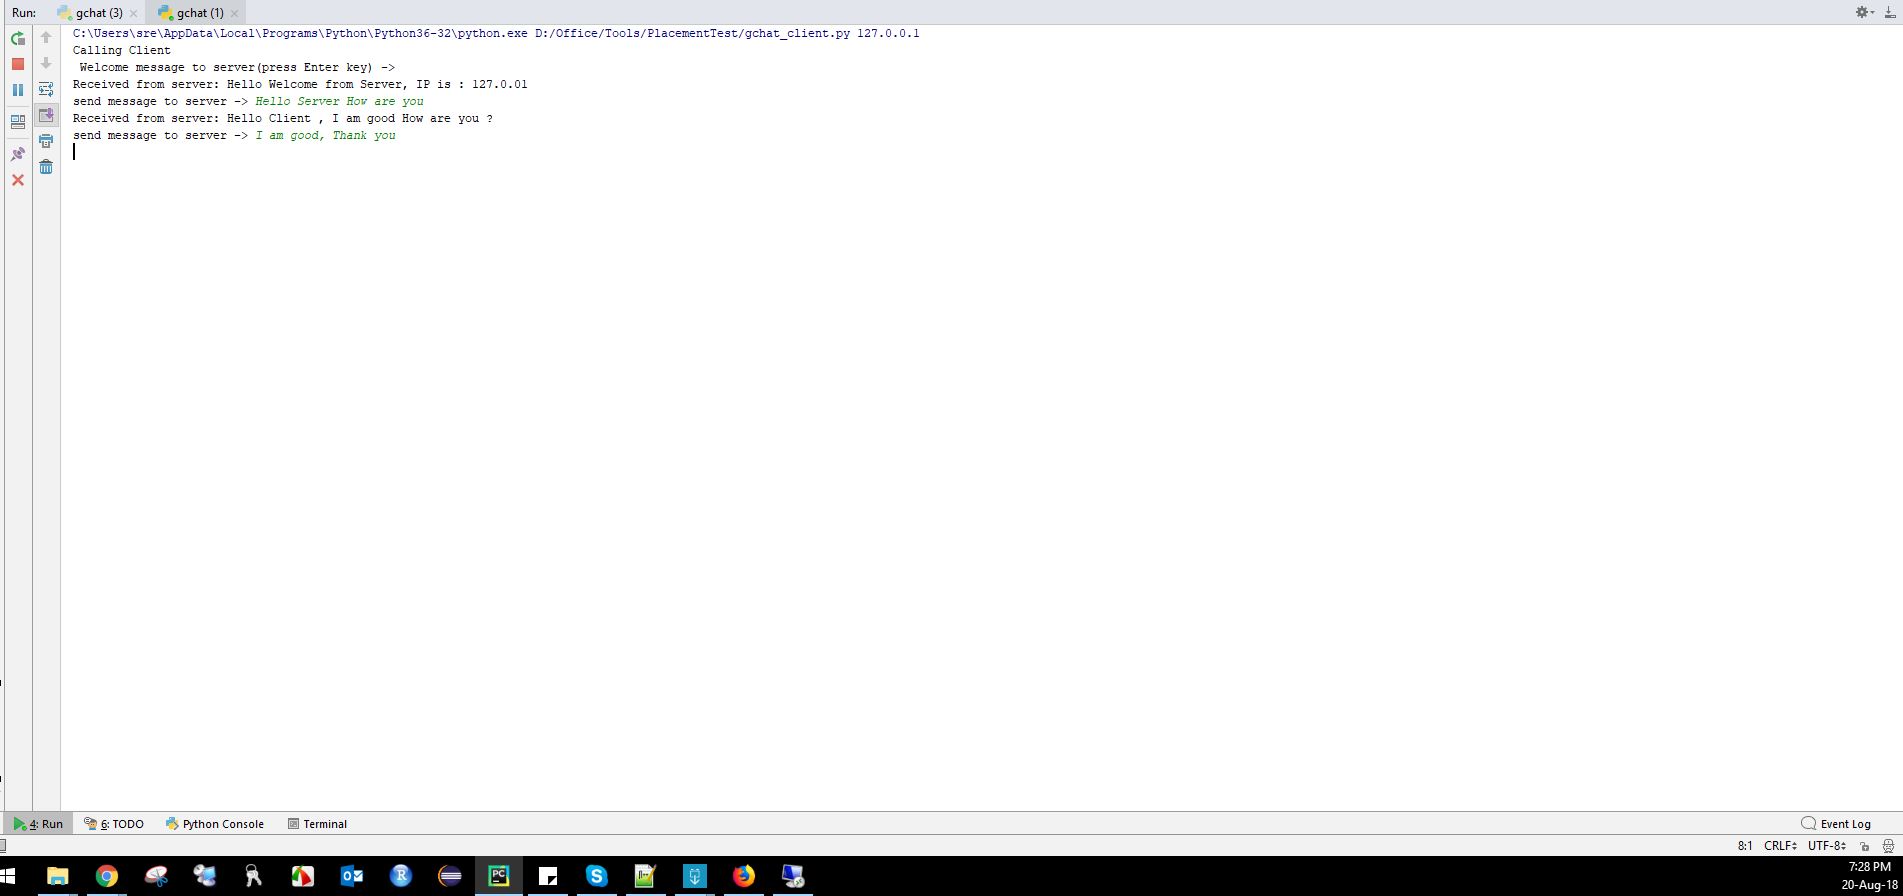 Run: gchat (3) gchat (1)
C:\Users\sre\AppData\Local\Programs\Python\Python36-32\python.exe D:/Office/Tools/PlacementTest/gchat_client.py 127.0.0.1
Calling Client
Welcome message to server(press Enter key) ->
Received from server: Hello Welcome from Server, IP is : 127.0.01
send message to server -> Hello Server How are you
Received from server: Hello Client , I am good How are you ?
send message to server -> I am good, Thank you
4: Run 6: TODO Python Console Terminal Event Log
8:1 CRLF UTF-8
7:28 PM
20-Aug-18